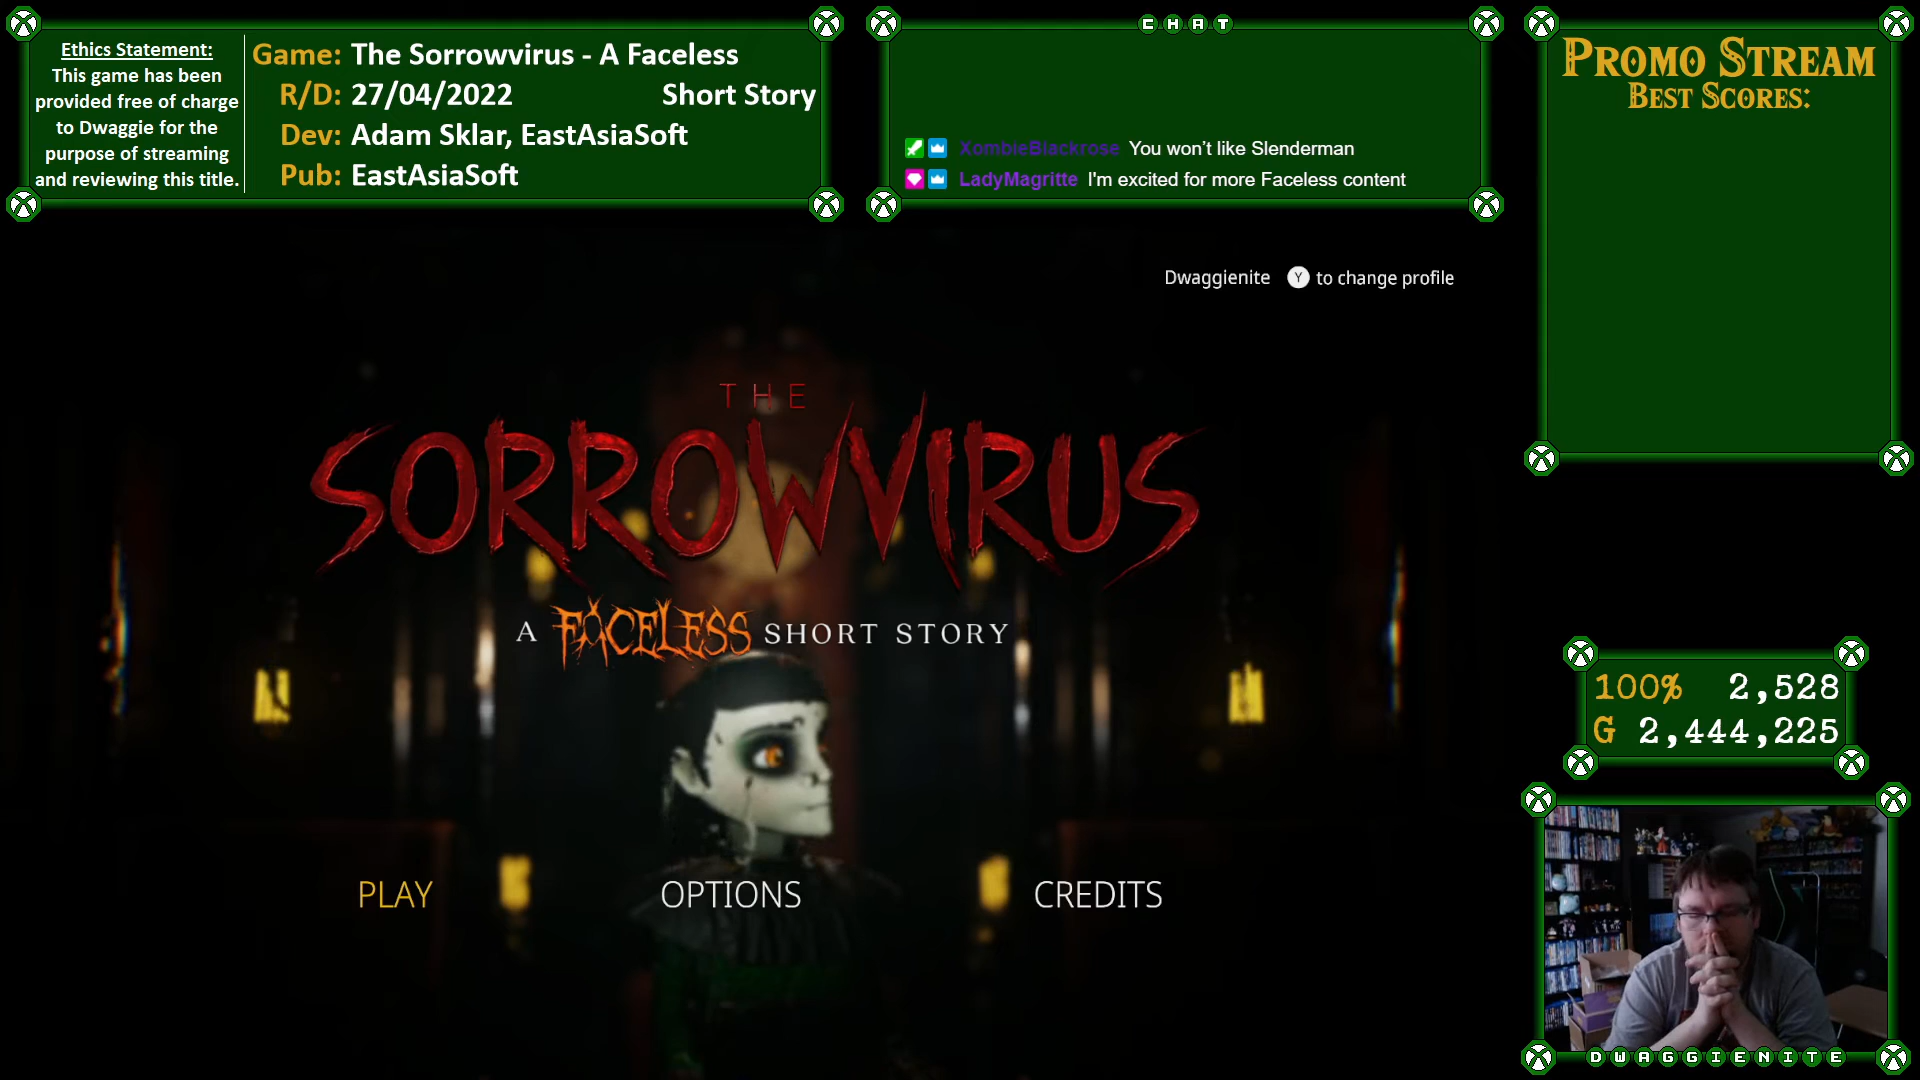 Ethics Statement:
This game has been
provided free of charge
to Dwaggie for the
purpose of streaming
and reviewing this title.
Game: The Sorrowvirus - A Faceless
R/D: 27/04/2022 Short Story
Dev: Adam Sklar, EastAsiaSoft
Pub: EastAsiaSoft
CHAT
XombieBlackrose You won't like Slenderman
LadyMagritte I'm excited for more Faceless content
Promo Stream
Best Scores:
Dwaggienite Y to change profile
THE
SORROWVIRUS
A FACELESS SHORT STORY
PLAY
OPTIONS
CREDITS
100% 2,528
G 2,444,225
DWAGGIENITE